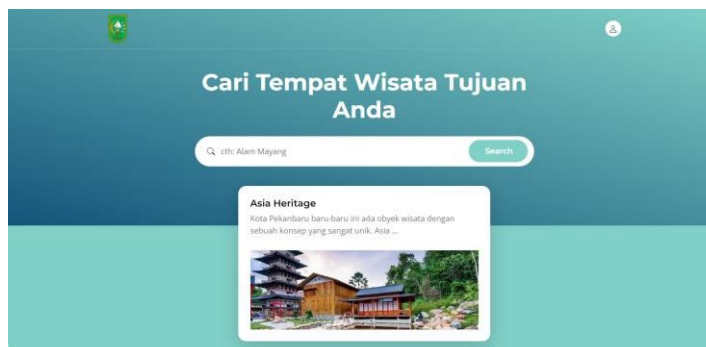 Cari Tempat Wisata Tujuan
Anda
cth: Alam Mayang
Search
Asia Heritage
Kota Pekanbaru baru-baru ini ada obyek wisata dengan
sebuah konsep yang sangat unik. Asia ...